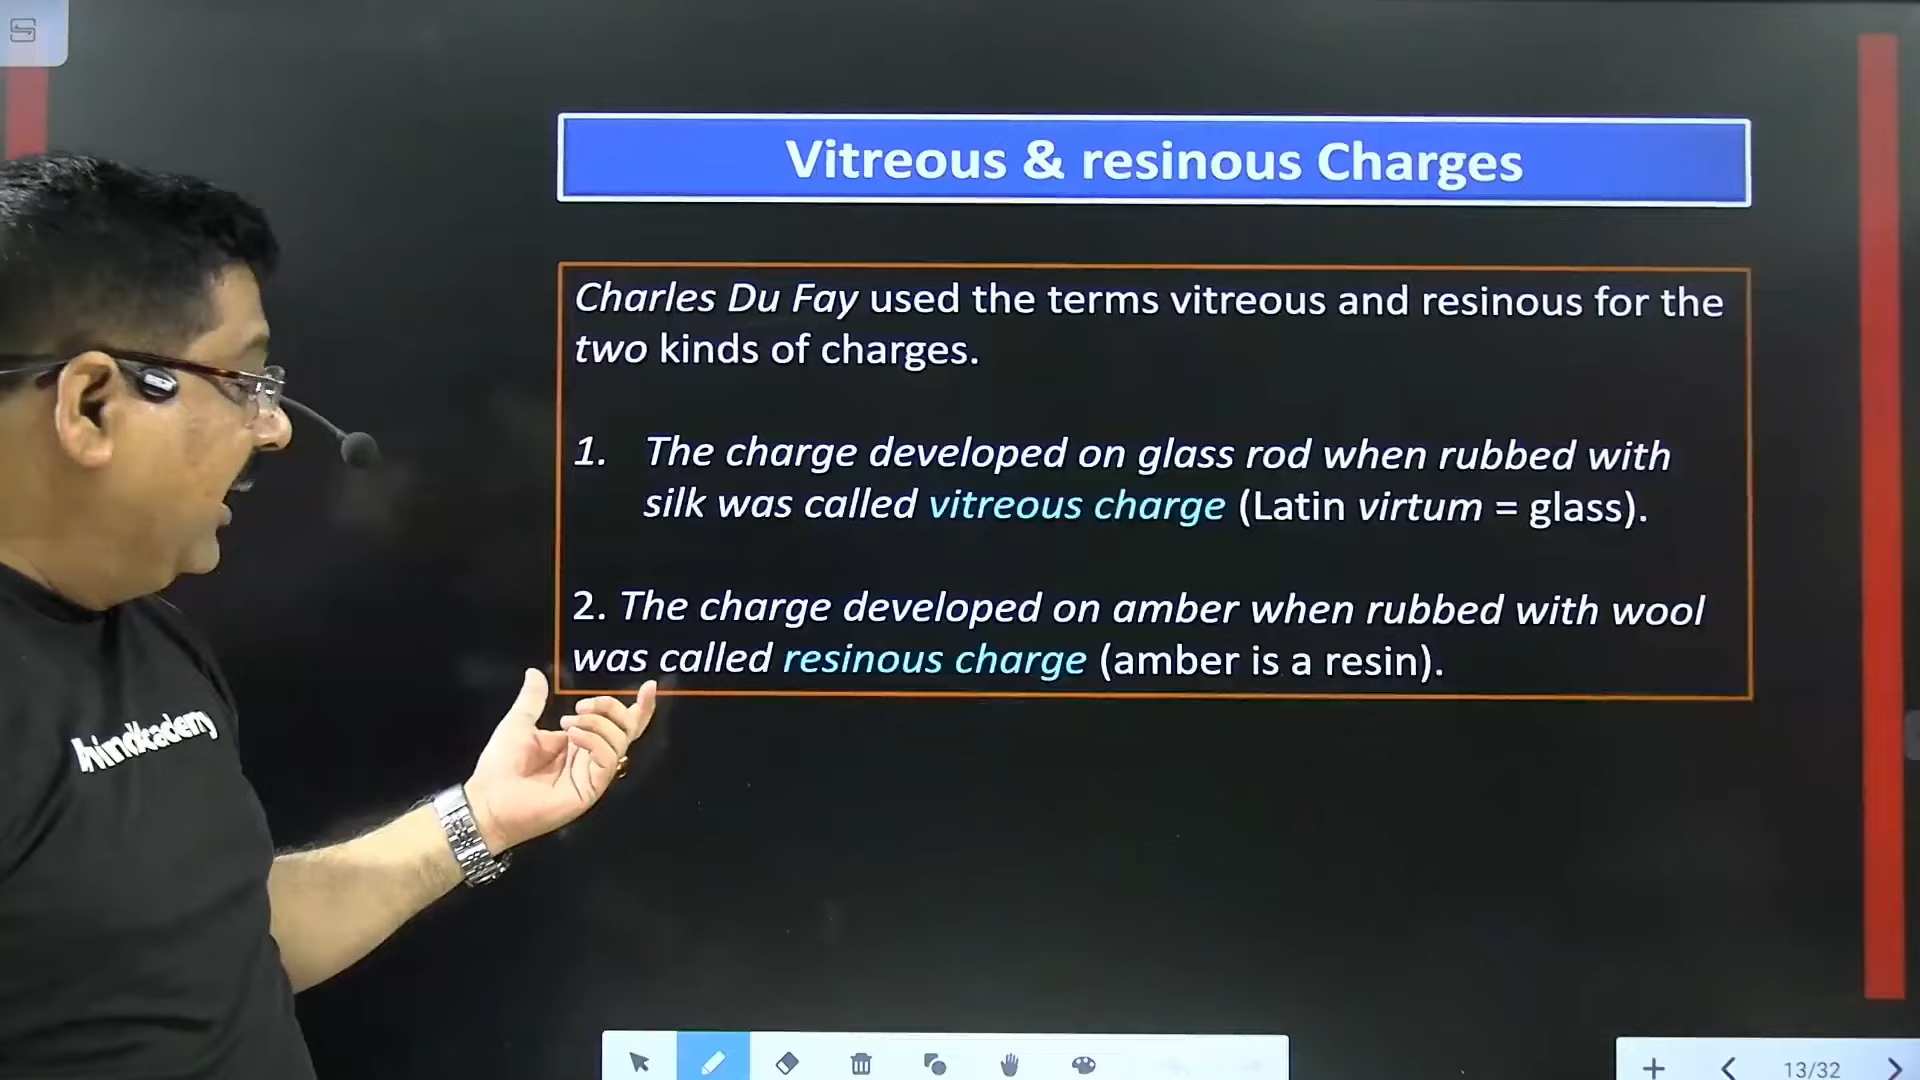 Vitreous & resinous Charges
Charles Du Fay used the terms vitreous and resinous for the
two kinds of charges.
1. The charge developed on glass rod when rubbed with
silk was called vitreous charge (Latin virtum = glass).
2. The charge developed on amber when rubbed with wool
was called resinous charge (amber is a resin).
13/32